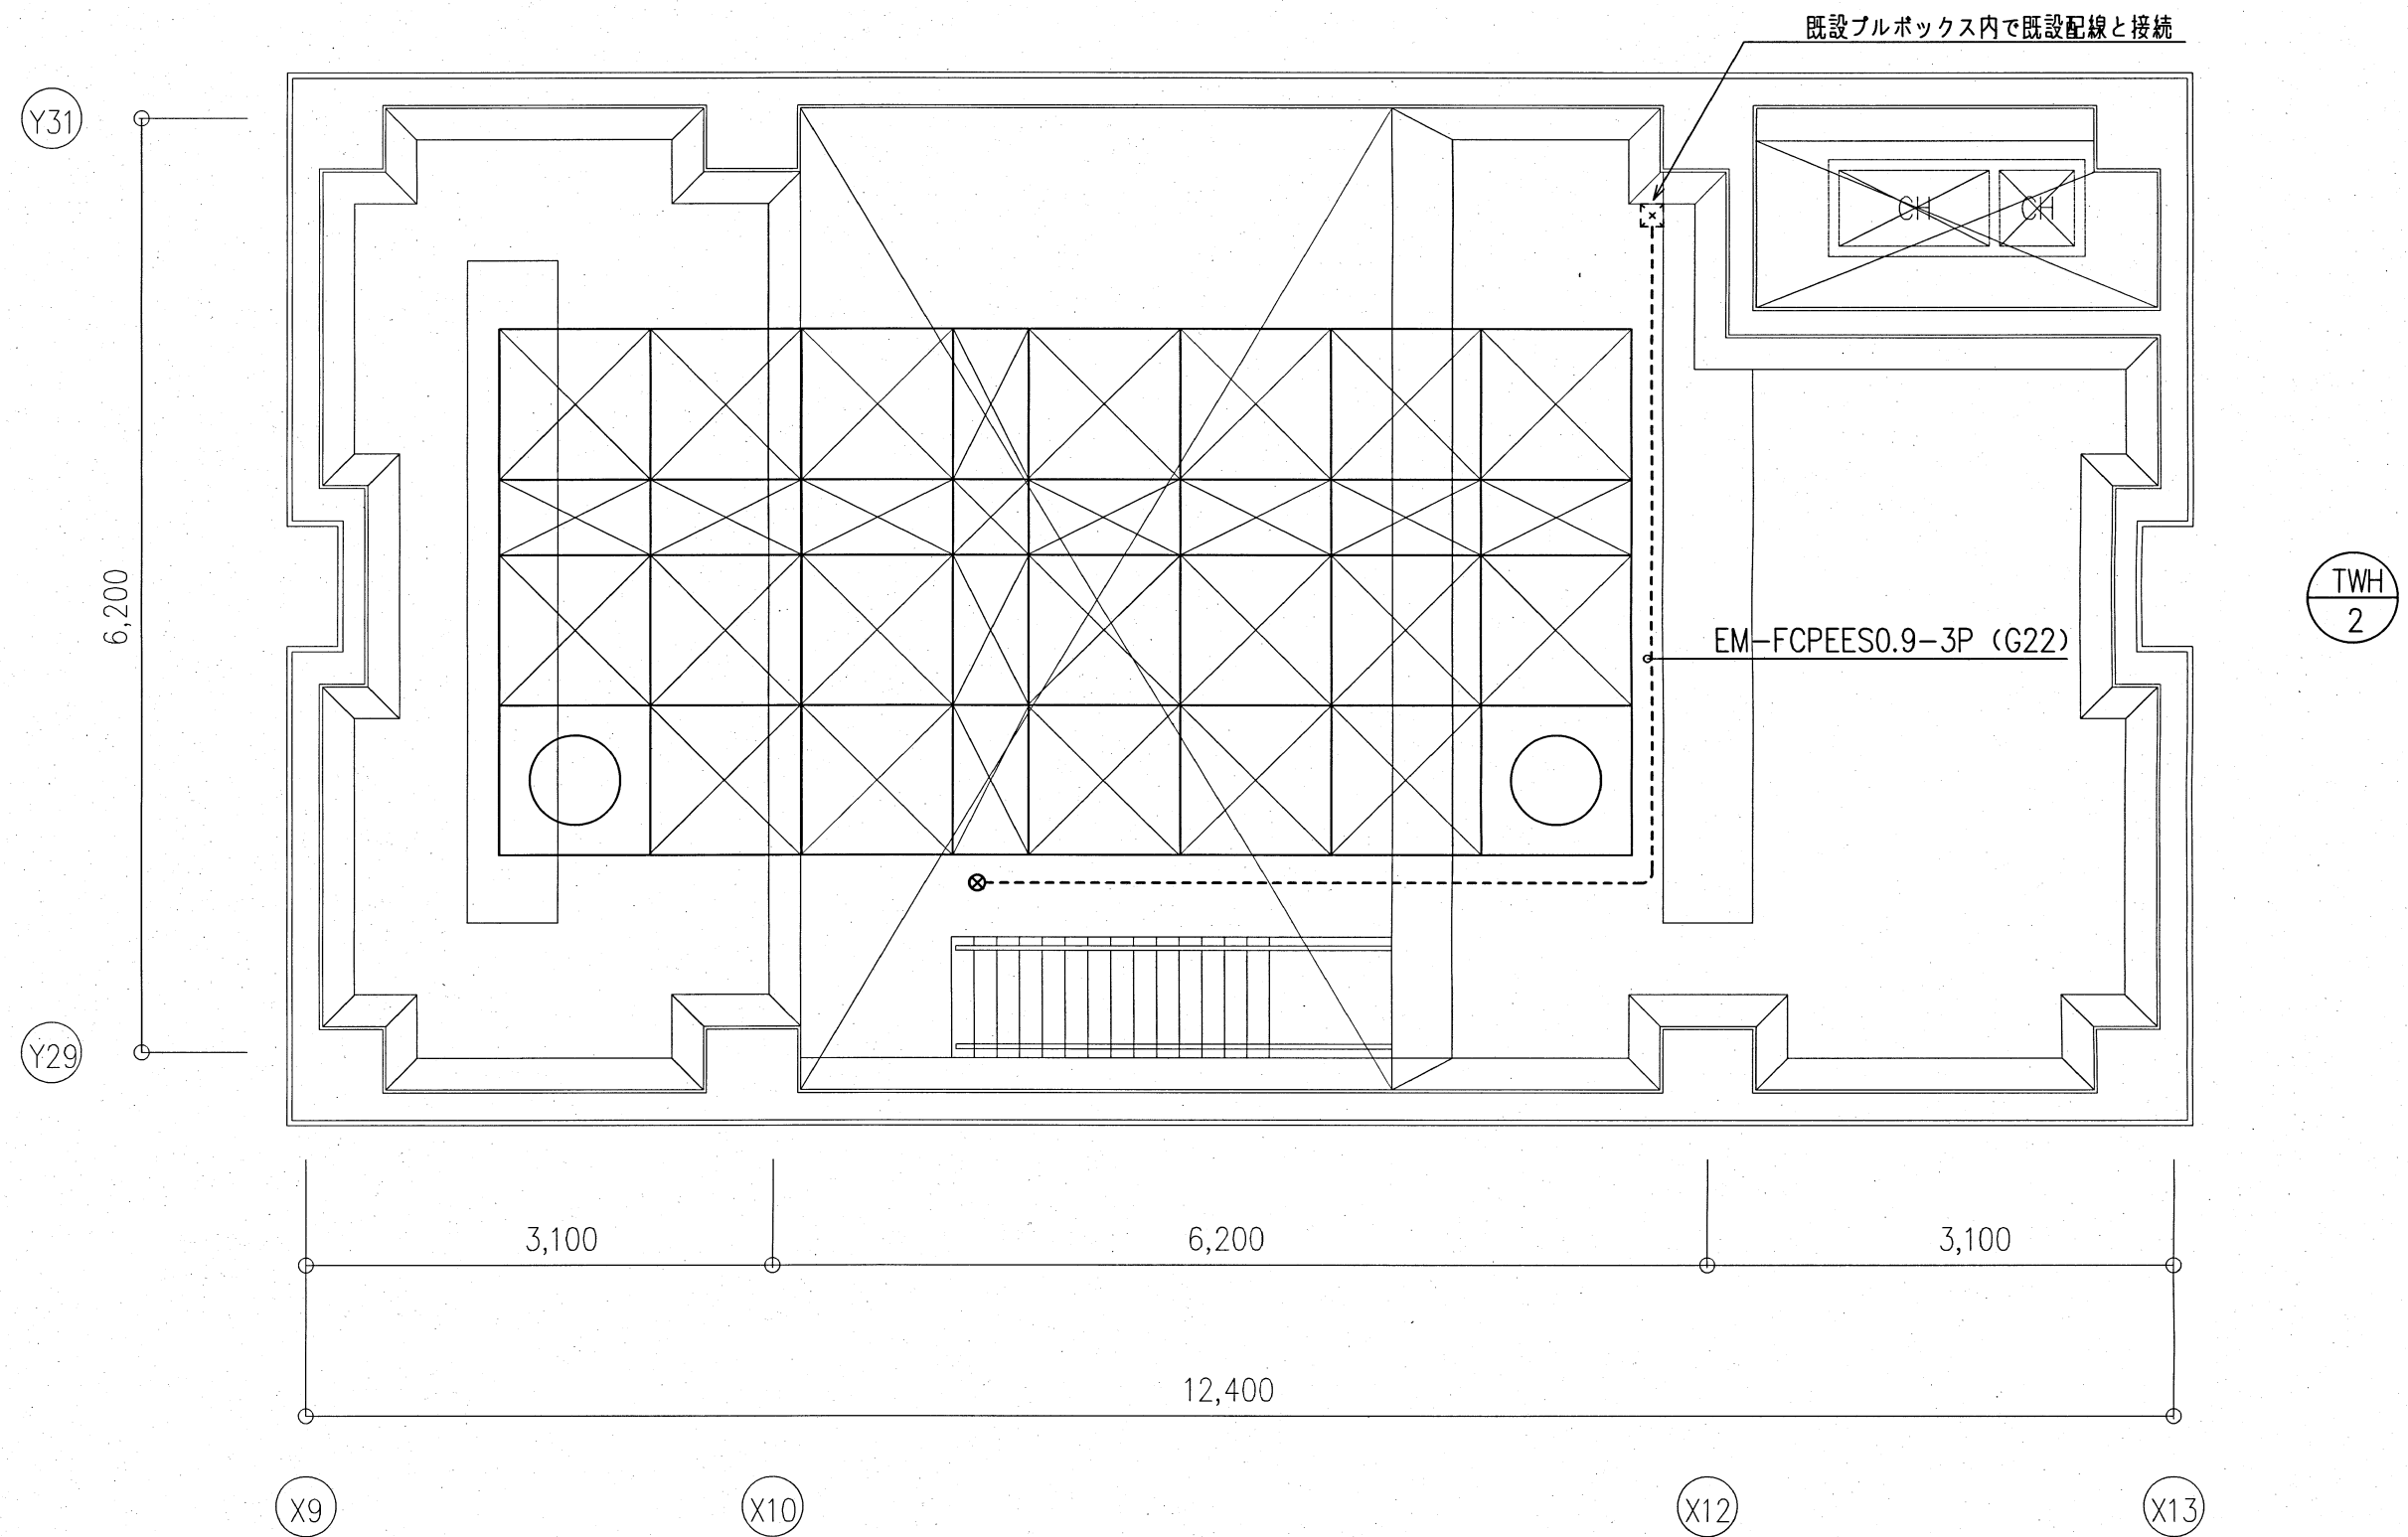 既設プルボックス内で既設配線と接続
Y31
CH
CH
6,200
TWH
2
EM-FCPEES0.9-3P (G22)
Y29
3,100
6,200
3,100
12,400
X9
X10
X12
X13